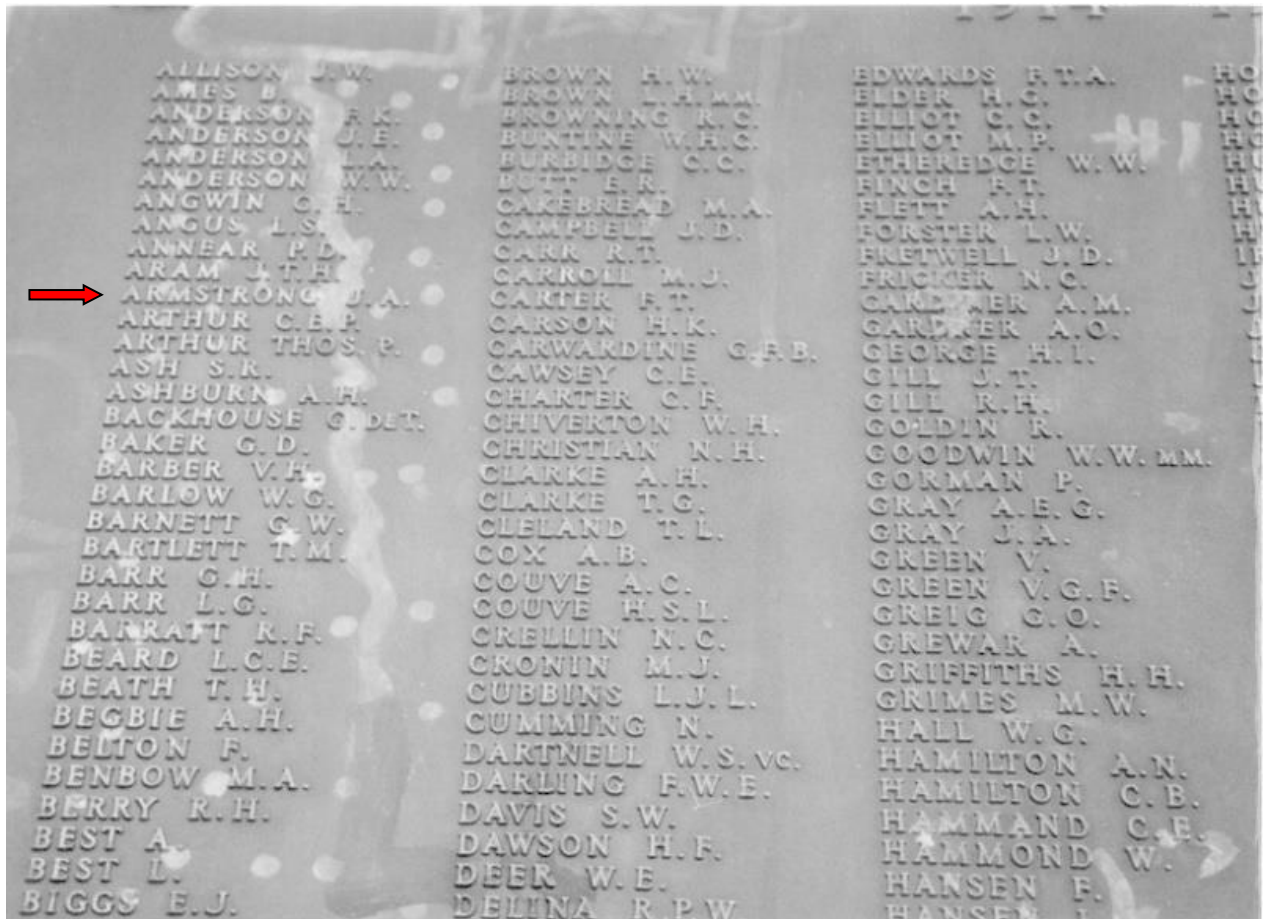 ALLISON J.W.
AMES B.
ANDERSON F.K.
ANDERSON J.E.
ANDERSON L.A.
ANDERSON W.W.
ANGWIN G.H.
ANGUS L.S.
ANNEAR P.D.
ARAM J.T.H.
ARMSTRONG J.A.
ARTHUR C.E.P.
ARTHUR THOS P.
ASH S.R.
ASHBURN A.H.
BACKHOUSE G. DET.
BAKER G.D.
BARBER V.H.
BARLOW W.G.
BARNETT G.W.
BARTLETT T.M.
BARR G.H.
BARR L.G.
BARRATT R.F.
BEARD L.C.E.
BEATH T.H.
BEGBIE A.H.
BELTON F.
BENBOW M.A.
BERRY R.H.
BEST A.
BEST L.
BIGGS E.J.
BROWN H.W.
BROWN L.H. MM.
BROWNING R.C.
BUNTINE W.H.C.
BURBIDGE C.C.
BUTT E.R.
CAKEBREAD M.A.
CAMPBELL J.D.
CARR R.T.
CARROLL M.J.
CARTER F.T.
CARSON H.K.
CARWARDINE G.F.B.
CAWSEY C.E.
CHARTER C.F.
CHIVERTON W.H.
CHRISTIAN N.H.
CLARKE A.H.
CLARKE T.G.
CLELAND T.L.
COX A.B.
COUVE A.C.
COUVE H.S.L.
CRELLIN N.C.
CRONIN M.J.
CUBBINS L.J.L.
CUMMING N.
DARTNELL W.S. VC.
DARLING F.W.E.
DAVIS S.W.
DAWSON H.F.
DEER W.E.
DELINA R.P.W.
1914
EDWARDS F.T.A.
ELDER H.C.
ELLIOT C.C.
ELLIOT M.P.
ETHEREDGE W.W.
FINCH F.T.
FLETT A.H.
FORSTER L.W.
FRETWELL J.D.
FRICKER N.C.
GARDINER A.M.
GARDNER A.O.
GEORGE H.I.
GILL J.T.
GILL R.H.
GOLDIN R.
GOODWIN W.W. MM.
GORMAN P.
GRAY A.E.G.
GRAY J.A.
GREEN V.
GREEN V.G.F.
GREIG G.O.
GREWAR A.
GRIFFITHS H.H.
GRIMES M.W.
HALL W.G.
HAMILTON A.N.
HAMILTON C.B.
HAMMAND C.E.
HAMMOND W.
HANSEN F.
HANSEN